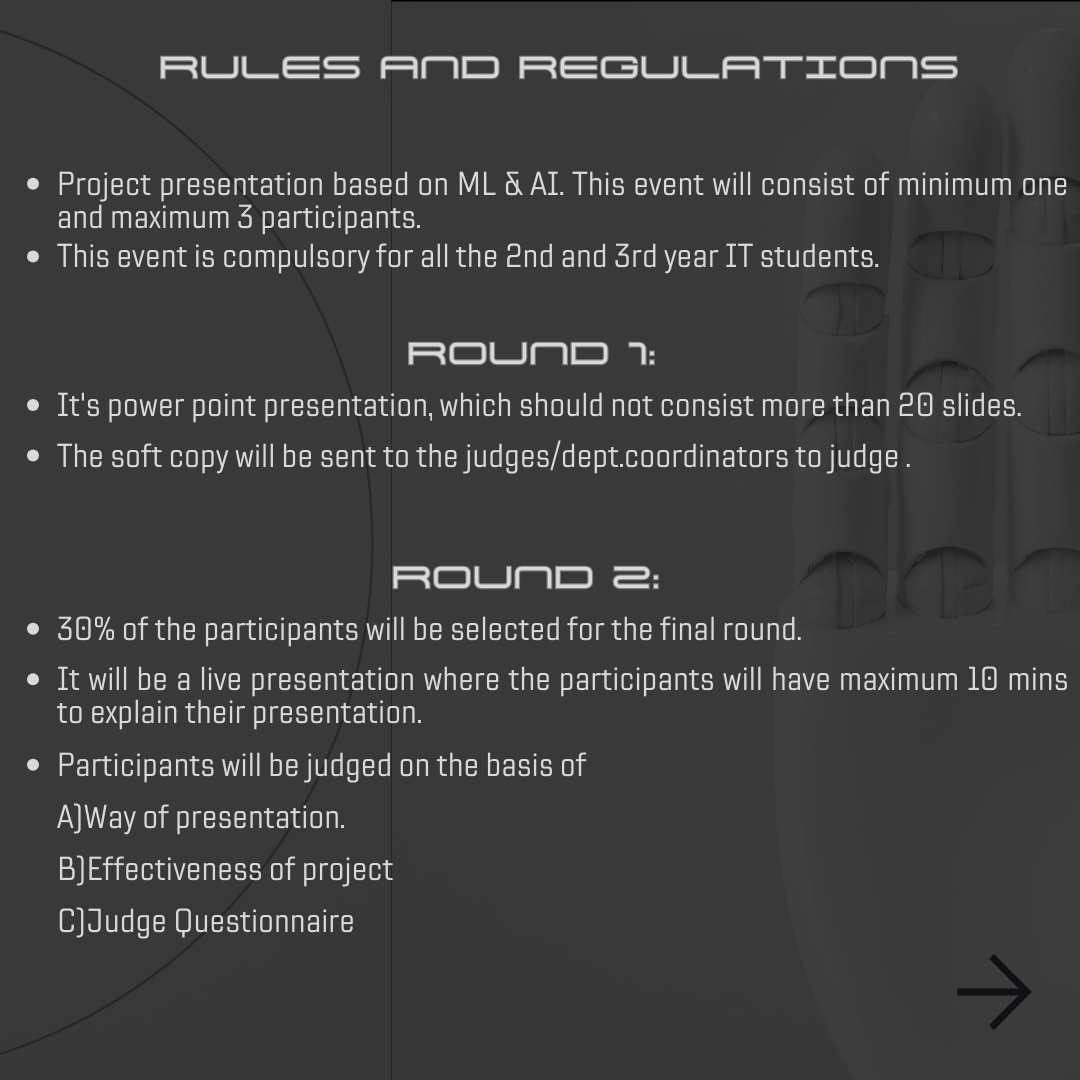 RULES AND REGULATIONS
• Project presentation based on ML & AI. This event will consist of minimum one
and maximum 3 participants.
• This event is compulsory for all the 2nd and 3rd year IT students.
ROUND 1:
• It's power point presentation, which should not consist more than 20 slides.
• The soft copy will be sent to the judges/dept.coordinators to judge .
ROUND 2:
• 30% of the participants will be selected for the final round.
• It will be a live presentation where the participants will have maximum 10 mins
to explain their presentation.
• Participants will be judged on the basis of
A)Way of presentation.
B)Effectiveness of project
C)Judge Questionnaire